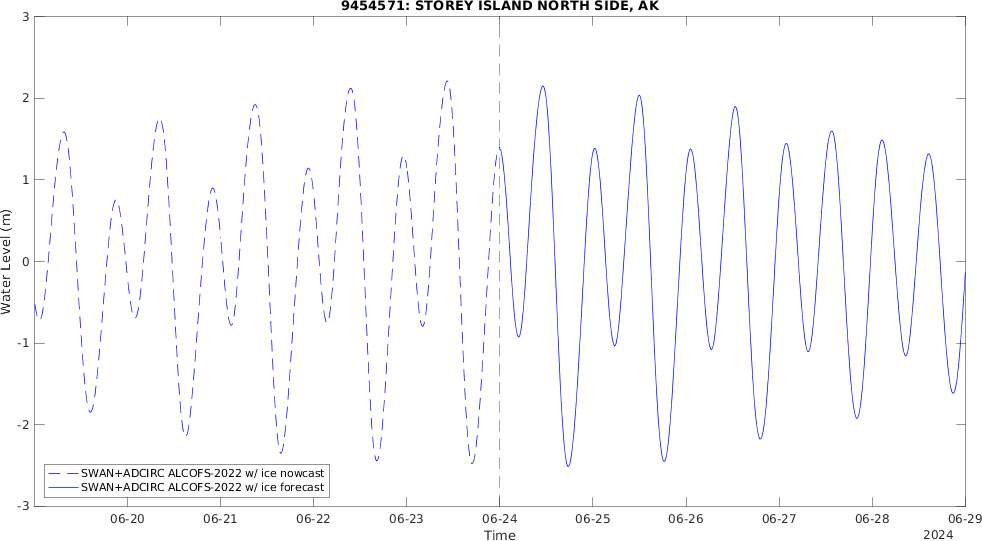 9454571: STOREY ISLAND NORTH SIDE, AK
3
2
1
0
-1
-2
-3
Water Level (m)
SWAN+ADCIRC ALCOFS-2022 w/ ice nowcast
SWAN+ADCIRC ALCOFS-2022 w/ ice forecast
06-20 06-21 06-22 06-23 06-24 06-25 06-26 06-27 06-28 06-29
Time
2024